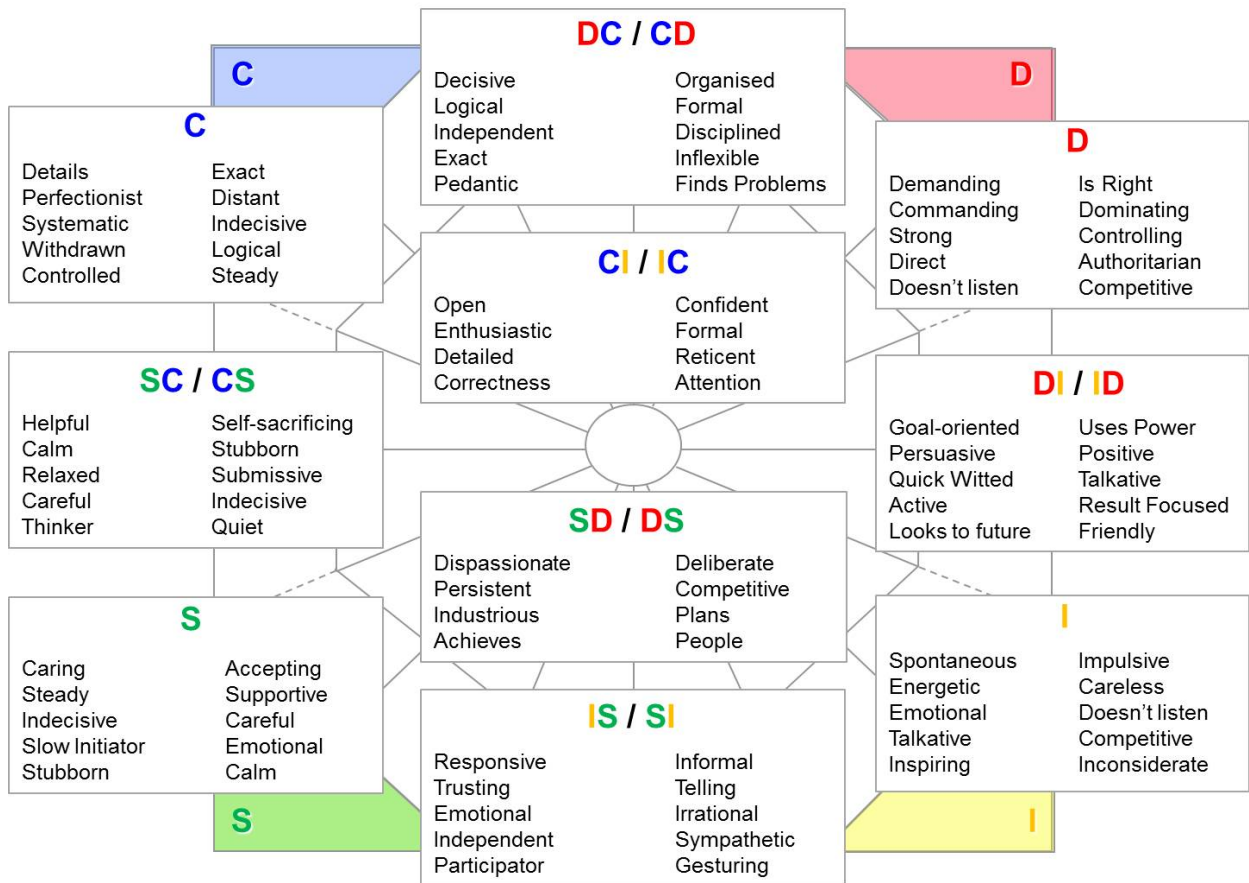 C
D
DC / CD
Decisive Organised
Logical Formal
Independent Disciplined
Exact Inflexible
Pedantic Finds Problems
C
Details Exact
Perfectionist Distant
Systematic Indecisive
Withdrawn Logical
Controlled Steady
D
Demanding Is Right
Commanding Dominating
Strong Controlling
Direct Authoritarian
Doesn’t listen Competitive
CI / IC
Open Confident
Enthusiastic Formal
Detailed Reticent
Correctness Attention
SC / CS
Helpful Self-sacrificing
Calm Stubborn
Relaxed Submissive
Careful Indecisive
Thinker Quiet
DI / ID
Goal-oriented Uses Power
Persuasive Positive
Quick Witted Talkative
Active Result Focused
Looks to future Friendly
SD / DS
Dispassionate Deliberate
Persistent Competitive
Industrious Plans
Achieves People
S
Caring Accepting
Steady Supportive
Indecisive Careful
Slow Initiator Emotional
Stubborn Calm
I
Spontaneous Impulsive
Energetic Careless
Emotional Doesn’t listen
Talkative Competitive
Inspiring Inconsiderate
IS / SI
Responsive Informal
Trusting Telling
Emotional Irrational
Independent Sympathetic
Participator Gesturing
S
I